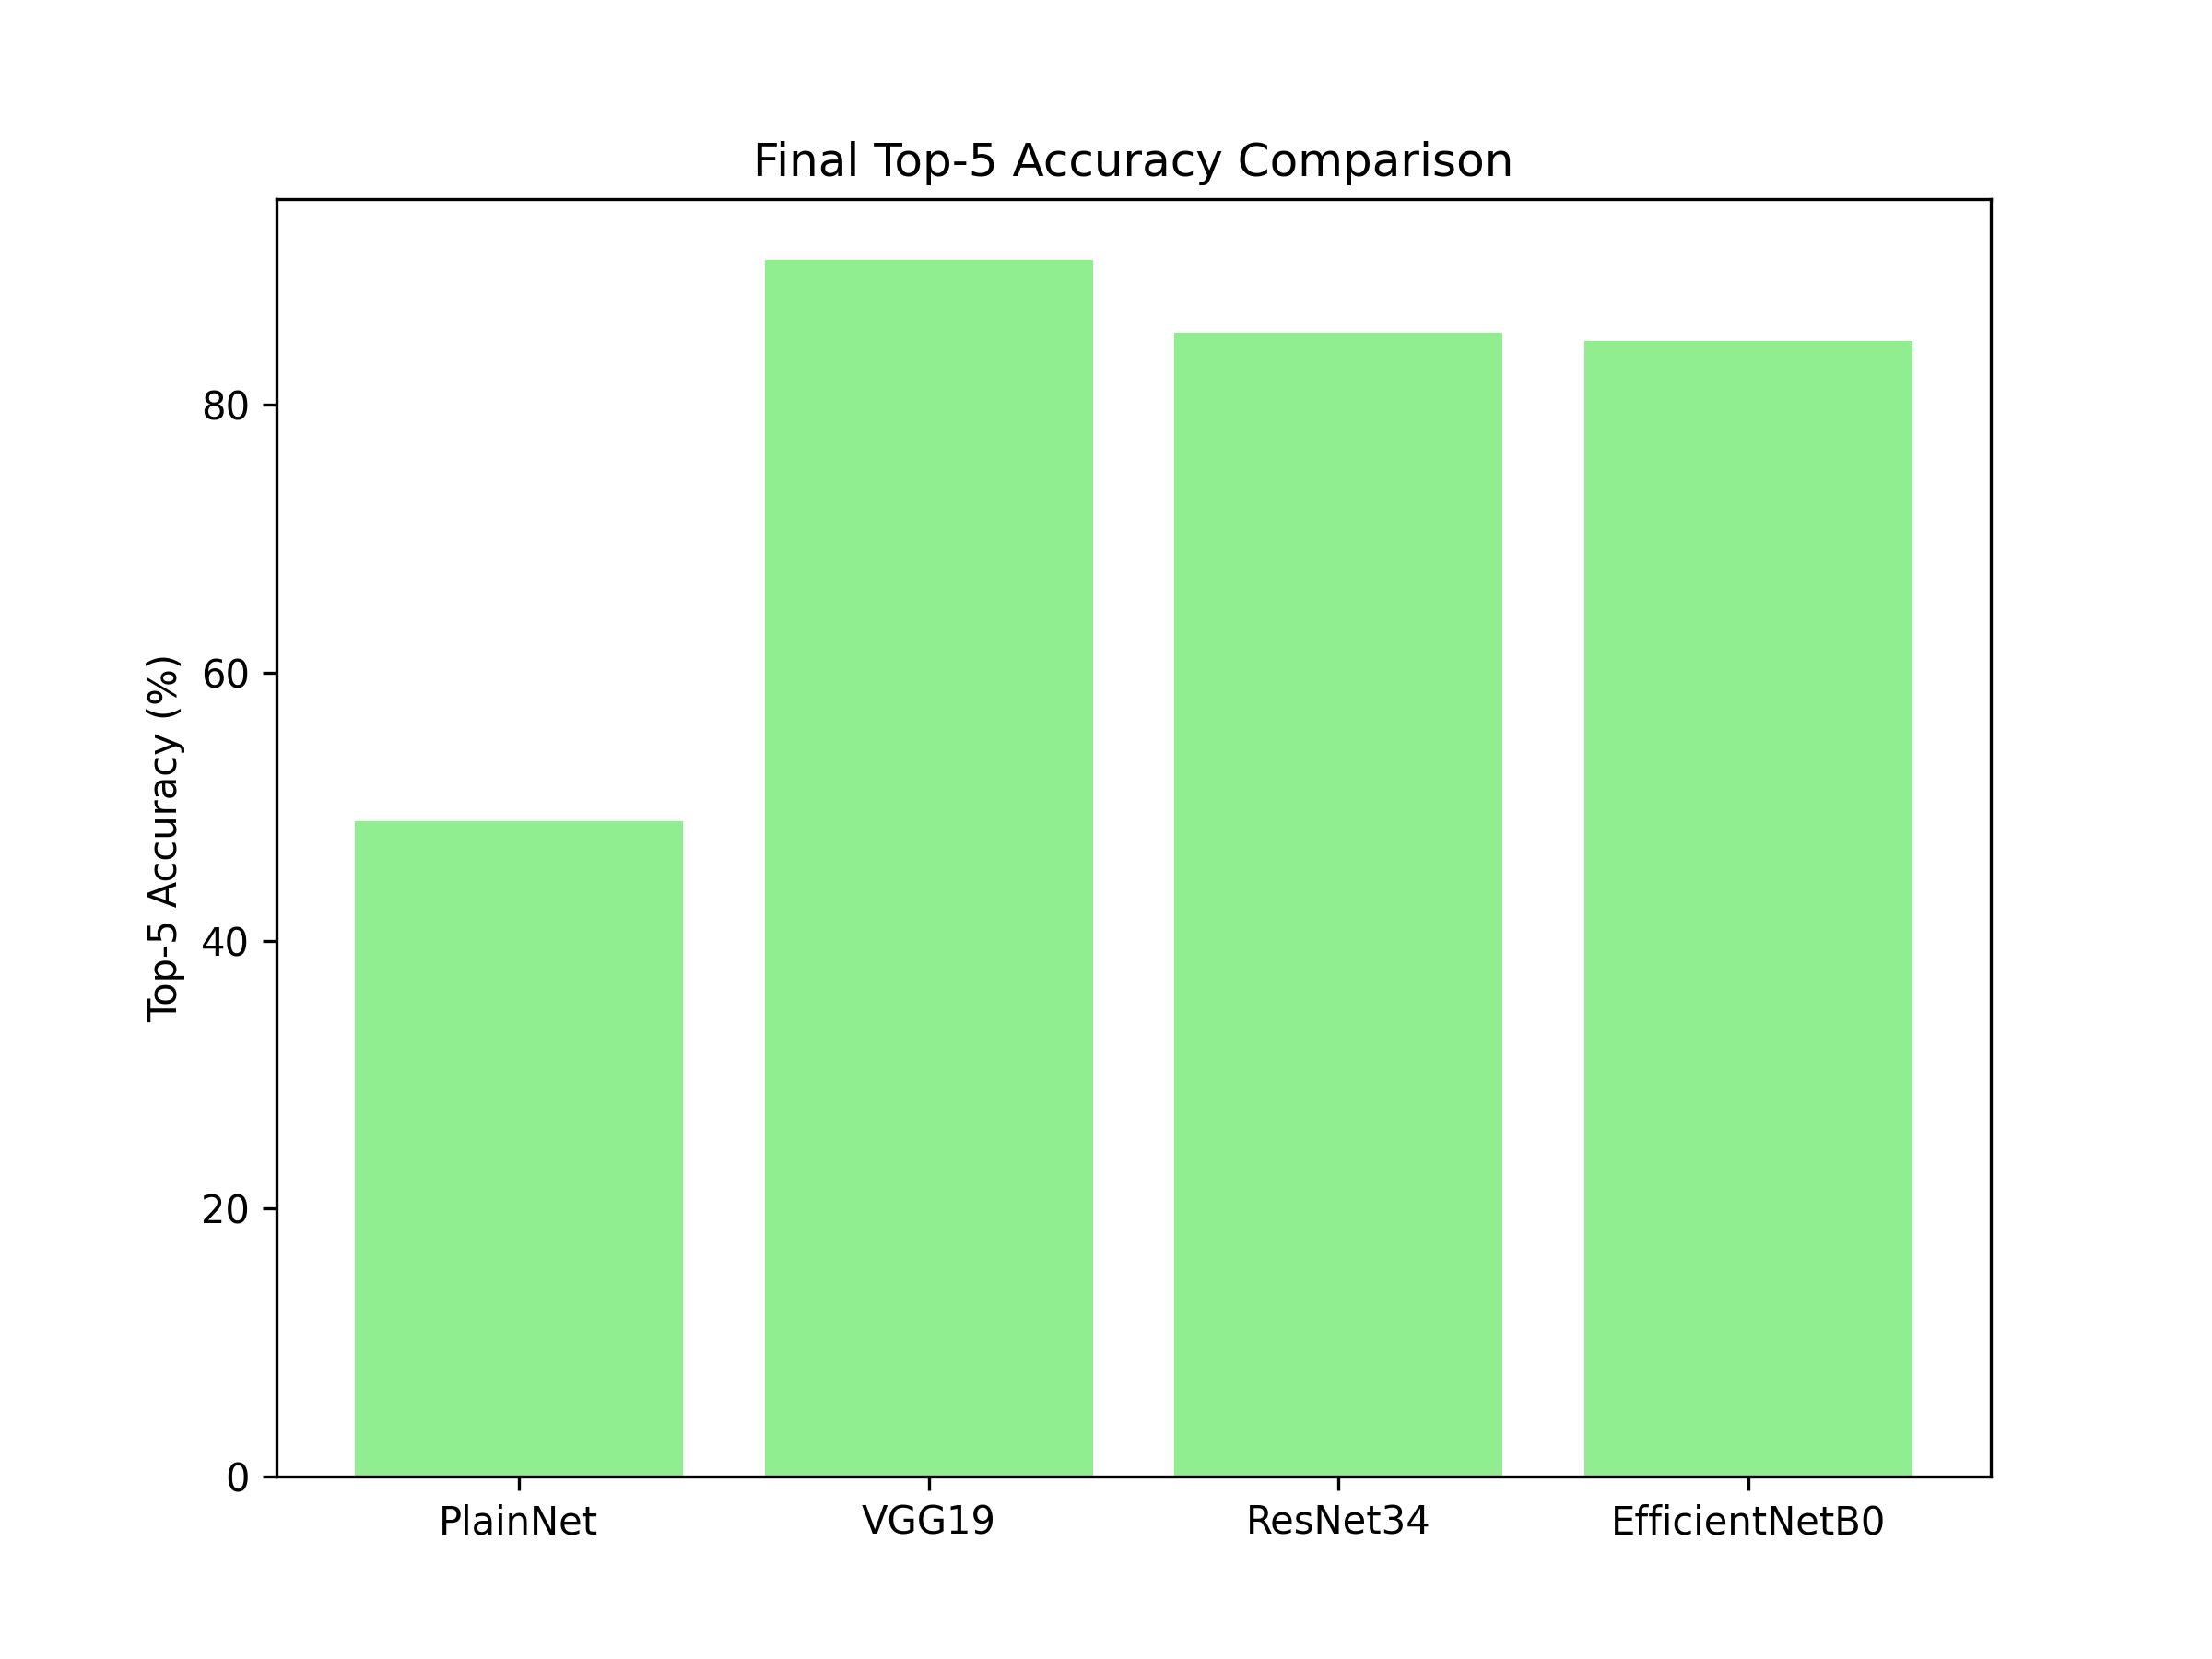 Final Top-5 Accuracy Comparison
Top-5 Accuracy (%)
80
60
40
20
0
PlainNet VGG19 ResNet34 EfficientNetB0